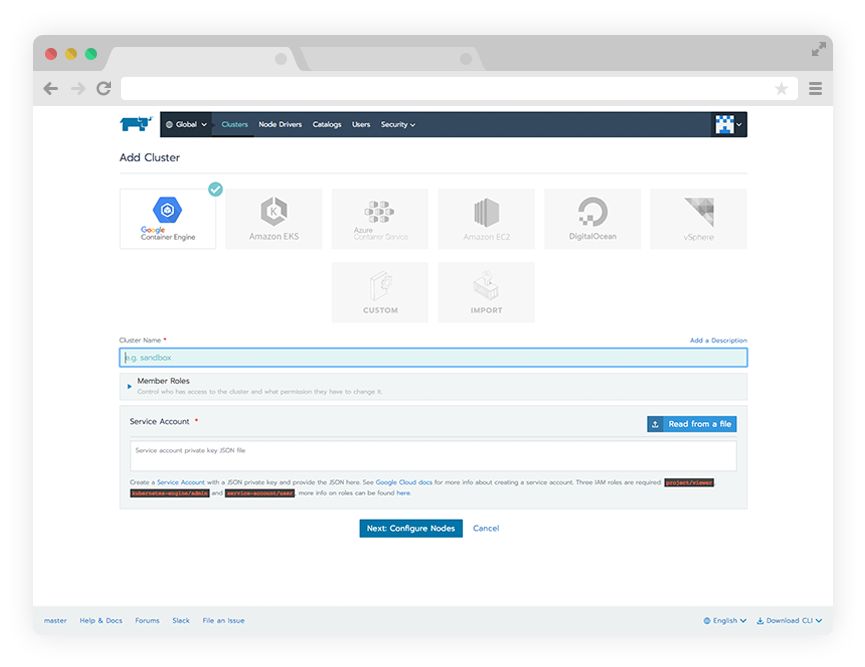 Global
Clusters
Node Drivers
Catalogs
Users
Security
Add Cluster
Google
Container Engine
Amazon EKS
Azure
Container Service
Amazon EC2
DigitalOcean
vSphere
CUSTOM
IMPORT
Cluster Name *
Add a Description
e.g. sandbox
Member Roles
Control who has access to the cluster and what permission they have to change it.
Service Account *
Read from a file
Service account private key JSON file
Create a Service Account with a JSON private key and provide the JSON here. See Google Cloud docs for more info about creating a service account. Three IAM roles are required: project/viewer,
kubernetes-engine/admin and service-account/user, more info on roles can be found here.
Next: Configure Nodes
Cancel
master
Help & Docs
Forums
Slack
File an Issue
English
Download CLI